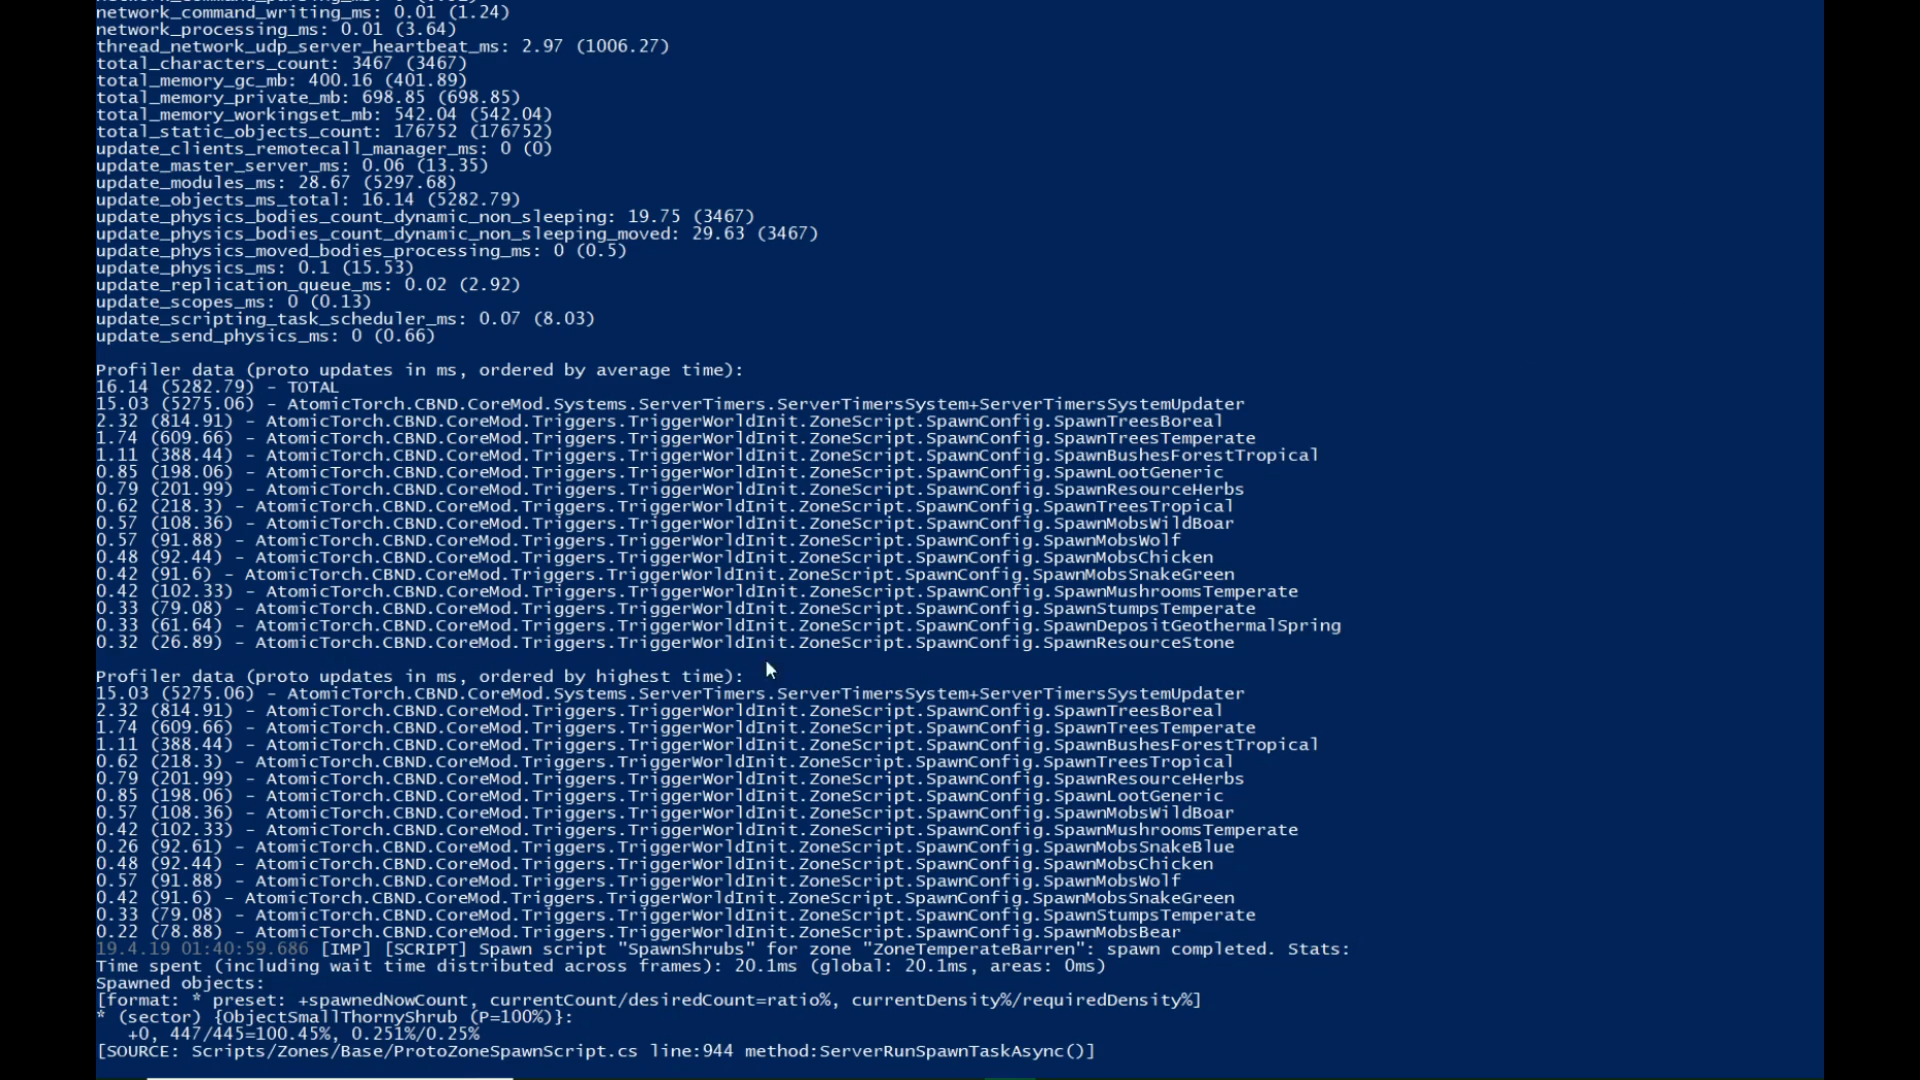 network_command_writing_ms: 0.01 (1.24)
network_processing_ms: 0.01 (3.64)
thread_network_udp_server_heartbeat_ms: 2.97 (1006.27)
total_characters_count: 3467 (3467)
total_memory_gc_mb: 400.16 (401.89)
total_memory_private_mb: 698.85 (698.85)
total_memory_workingset_mb: 542.04 (542.04)
total_static_objects_count: 176752 (176752)
update_clients_remotecall_manager_ms: 0 (0)
update_master_server_ms: 0.06 (13.35)
update_modules_ms: 28.67 (5297.68)
update_objects_ms_total: 16.14 (5282.79)
update_physics_bodies_count_dynamic_non_sleeping: 19.75 (3467)
update_physics_bodies_count_dynamic_non_sleeping_moved: 29.63 (3467)
update_physics_moved_bodies_processing_ms: 0 (0.5)
update_physics_ms: 0.1 (15.53)
update_replication_queue_ms: 0.02 (2.92)
update_scopes_ms: 0 (0.13)
update_scripting_task_scheduler_ms: 0.07 (8.03)
update_send_physics_ms: 0 (0.66)
Profiler data (proto updates in ms, ordered by average time):
16.14 (5282.79) - TOTAL
15.03 (5275.06) - AtomicTorch.CBND.CoreMod.Systems.ServerTimers.ServerTimersSystem+ServerTimersSystemUpdater
2.32 (814.91) - AtomicTorch.CBND.CoreMod.Triggers.TriggerWorldInit.ZoneScript.SpawnConfig.SpawnTreesBoreal
1.74 (609.66) - AtomicTorch.CBND.CoreMod.Triggers.TriggerWorldInit.ZoneScript.SpawnConfig.SpawnTreesTemperate
1.11 (388.44) - AtomicTorch.CBND.CoreMod.Triggers.TriggerWorldInit.ZoneScript.SpawnConfig.SpawnBushesForestTropical
0.85 (198.06) - AtomicTorch.CBND.CoreMod.Triggers.TriggerWorldInit.ZoneScript.SpawnConfig.SpawnLootGeneric
0.79 (201.99) - AtomicTorch.CBND.CoreMod.Triggers.TriggerWorldInit.ZoneScript.SpawnConfig.SpawnResourceHerbs
0.62 (218.3) - AtomicTorch.CBND.CoreMod.Triggers.TriggerWorldInit.ZoneScript.SpawnConfig.SpawnTreesTropical
0.57 (108.36) - AtomicTorch.CBND.CoreMod.Triggers.TriggerWorldInit.ZoneScript.SpawnConfig.SpawnMobsWildBoar
0.57 (91.88) - AtomicTorch.CBND.CoreMod.Triggers.TriggerWorldInit.ZoneScript.SpawnConfig.SpawnMobsWolf
0.48 (92.44) - AtomicTorch.CBND.CoreMod.Triggers.TriggerWorldInit.ZoneScript.SpawnConfig.SpawnMobsChicken
0.42 (91.6) - AtomicTorch.CBND.CoreMod.Triggers.TriggerWorldInit.ZoneScript.SpawnConfig.SpawnMobsSnakeGreen
0.42 (102.33) - AtomicTorch.CBND.CoreMod.Triggers.TriggerWorldInit.ZoneScript.SpawnConfig.SpawnMushroomsTemperate
0.33 (79.08) - AtomicTorch.CBND.CoreMod.Triggers.TriggerWorldInit.ZoneScript.SpawnConfig.SpawnStumpsTemperate
0.33 (61.64) - AtomicTorch.CBND.CoreMod.Triggers.TriggerWorldInit.ZoneScript.SpawnConfig.SpawnDepositGeothermalSpring
0.32 (26.89) - AtomicTorch.CBND.CoreMod.Triggers.TriggerWorldInit.ZoneScript.SpawnConfig.SpawnResourceStone
Profiler data (proto updates in ms, ordered by highest time):
15.03 (5275.06) - AtomicTorch.CBND.CoreMod.Systems.ServerTimers.ServerTimersSystem+ServerTimersSystemUpdater
2.32 (814.91) - AtomicTorch.CBND.CoreMod.Triggers.TriggerWorldInit.ZoneScript.SpawnConfig.SpawnTreesBoreal
1.74 (609.66) - AtomicTorch.CBND.CoreMod.Triggers.TriggerWorldInit.ZoneScript.SpawnConfig.SpawnTreesTemperate
1.11 (388.44) - AtomicTorch.CBND.CoreMod.Triggers.TriggerWorldInit.ZoneScript.SpawnConfig.SpawnBushesForestTropical
0.62 (218.3) - AtomicTorch.CBND.CoreMod.Triggers.TriggerWorldInit.ZoneScript.SpawnConfig.SpawnTreesTropical
0.79 (201.99) - AtomicTorch.CBND.CoreMod.Triggers.TriggerWorldInit.ZoneScript.SpawnConfig.SpawnResourceHerbs
0.85 (198.06) - AtomicTorch.CBND.CoreMod.Triggers.TriggerWorldInit.ZoneScript.SpawnConfig.SpawnLootGeneric
0.57 (108.36) - AtomicTorch.CBND.CoreMod.Triggers.TriggerWorldInit.ZoneScript.SpawnConfig.SpawnMobsWildBoar
0.42 (102.33) - AtomicTorch.CBND.CoreMod.Triggers.TriggerWorldInit.ZoneScript.SpawnConfig.SpawnMushroomsTemperate
0.26 (92.61) - AtomicTorch.CBND.CoreMod.Triggers.TriggerWorldInit.ZoneScript.SpawnConfig.SpawnMobsSnakeBlue
0.48 (92.44) - AtomicTorch.CBND.CoreMod.Triggers.TriggerWorldInit.ZoneScript.SpawnConfig.SpawnMobsChicken
0.57 (91.88) - AtomicTorch.CBND.CoreMod.Triggers.TriggerWorldInit.ZoneScript.SpawnConfig.SpawnMobsWolf
0.42 (91.6) - AtomicTorch.CBND.CoreMod.Triggers.TriggerWorldInit.ZoneScript.SpawnConfig.SpawnMobsSnakeGreen
0.33 (79.08) - AtomicTorch.CBND.CoreMod.Triggers.TriggerWorldInit.ZoneScript.SpawnConfig.SpawnStumpsTemperate
0.22 (78.88) - AtomicTorch.CBND.CoreMod.Triggers.TriggerWorldInit.ZoneScript.SpawnConfig.SpawnMobsBear
19.4.19 01:40:59.686 [IMP] [SCRIPT] Spawn script "SpawnShrubs" for zone "ZoneTemperateBarren": spawn completed. Stats:
Time spent (including wait time distributed across frames): 20.1ms (global: 20.1ms, areas: 0ms)
Spawned objects:
[format: * preset: +spawnedNowCount, currentCount/desiredCount=ratio%, currentDensity%/requiredDensity%]
* (sector) {ObjectSmallThornyShrub (P=100%)}:
+0, 447/445=100.45%, 0.251%/0.25%
[SOURCE: Scripts/Zones/Base/ProtoZoneSpawnScript.cs line:944 method:ServerRunSpawnTaskAsync()]